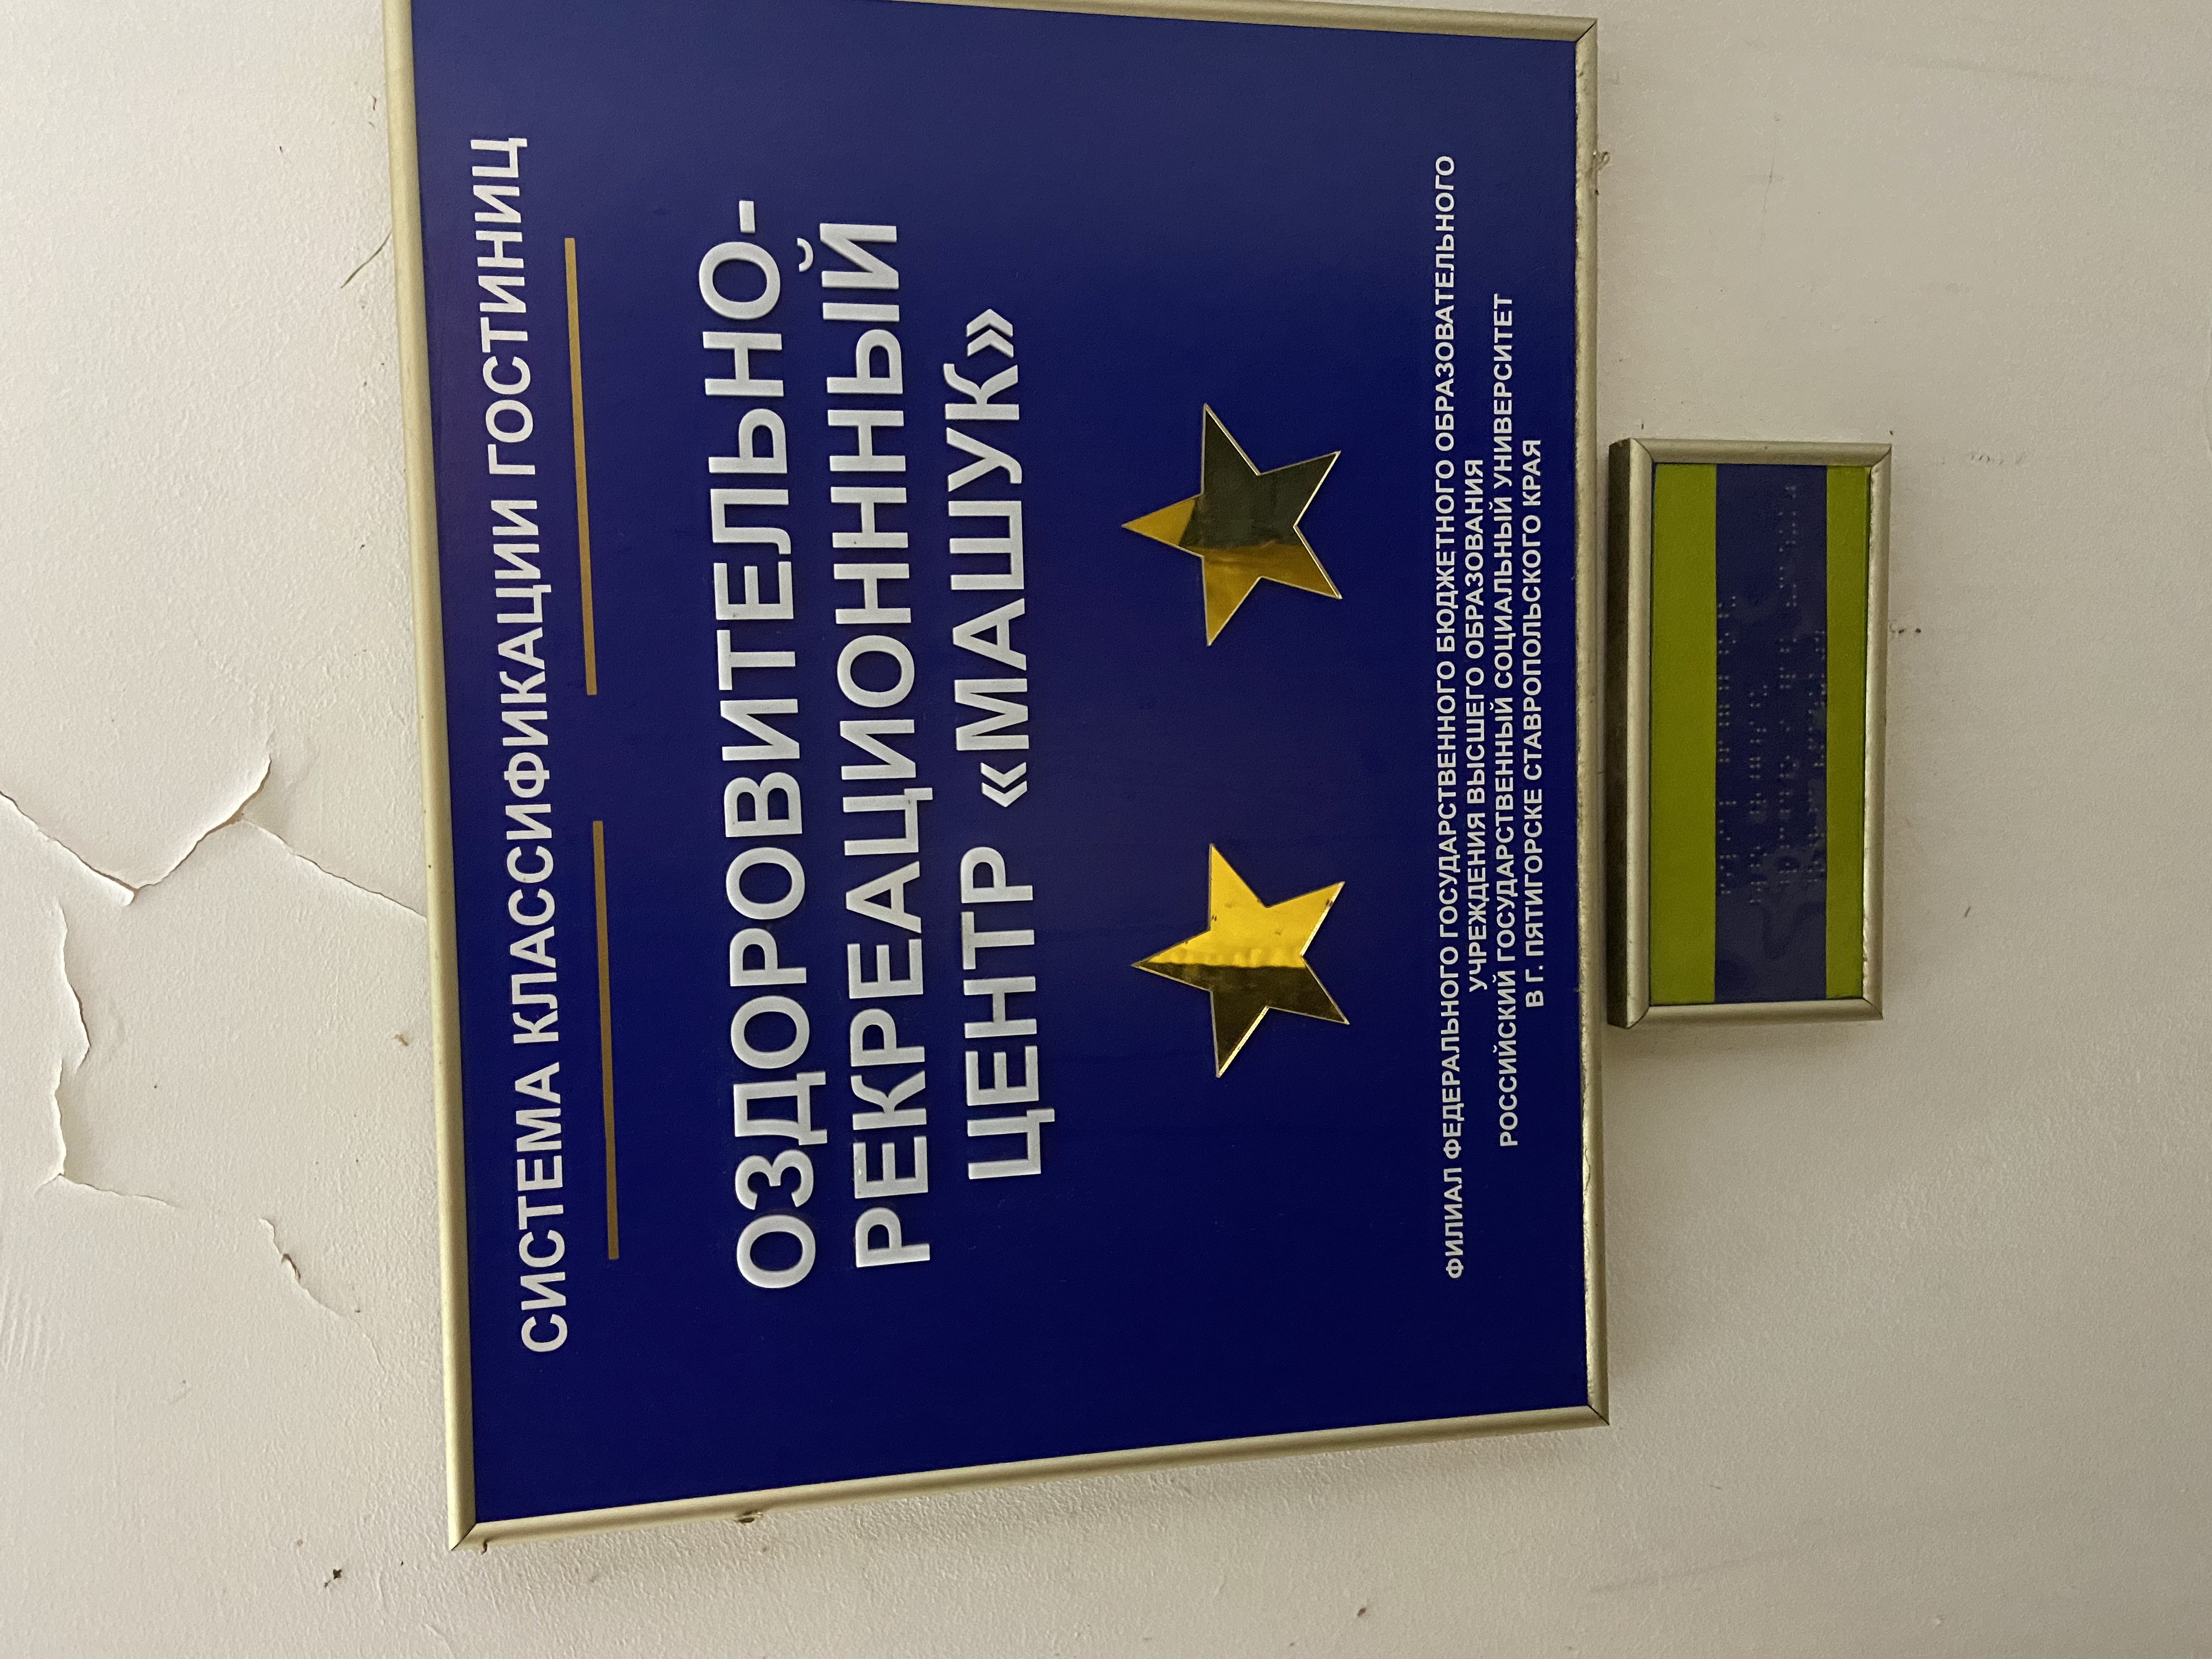 СИСТЕМА КЛАССИФИКАЦИИ ГОСТИНИЦ
ОЗДОРОВИТЕЛЬНО-
РЕКРЕАЦИОННЫЙ
ЦЕНТР «МАШУК»
ФИЛИАЛ ФЕДЕРАЛЬНОГО ГОСУДАРСТВЕННОГО БЮДЖЕТНОГО ОБРАЗОВАТЕЛЬНОГО
УЧРЕЖДЕНИЯ ВЫСШЕГО ОБРАЗОВАНИЯ
РОССИЙСКИЙ ГОСУДАРСТВЕННЫЙ СОЦИАЛЬНЫЙ УНИВЕРСИТЕТ
В Г. ПЯТИГОРСКЕ СТАВРОПОЛЬСКОГО КРАЯ